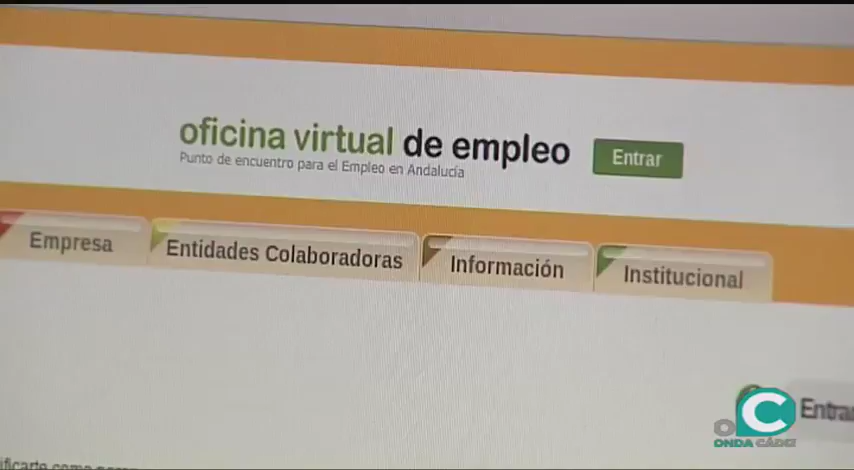 oficina virtual de empleo
Punto de encuentro para el Empleo en Andalucía
Entrar
Empresa
Entidades Colaboradoras
Información
Institucional
Entrar
ONDA CÁDIZ